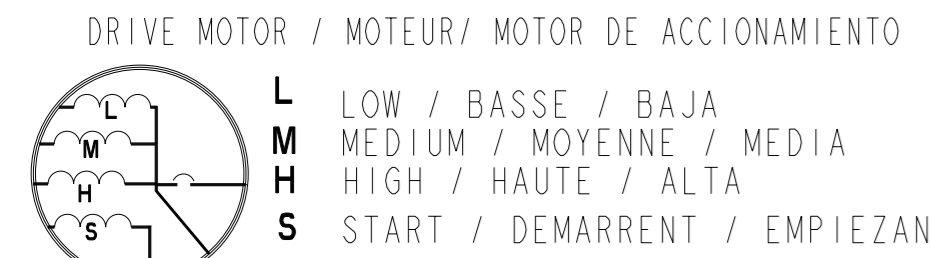 DRIVE MOTOR / MOTEUR/ MOTOR DE ACCIONAMIENTO
L
M
H
S
L LOW / BASSE / BAJA
M MEDIUM / MOYENNE / MEDIA
H HIGH / HAUTE / ALTA
S START / DEMARRENT / EMPIEZAN